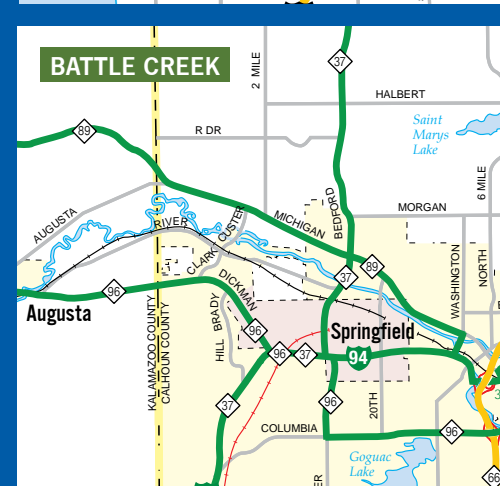 BATTLE CREEK
2 MILE
37
HALBERT
Saint
Marys
Lake
89
R DR
6 MILE
AUGUSTA
RIVER
CUSTER
CLARK
MICHIGAN
BEDFORD
MORGAN
WASHINGTON
NORTH
89
37
96
Augusta
DICKMAN
KALAMAZOO COUNTY
CALHOUN COUNTY
HILL BRADY
96
Springfield
96
37
94
37
96
20TH
COLUMBIA
96
Goguac
Lake
ER
66